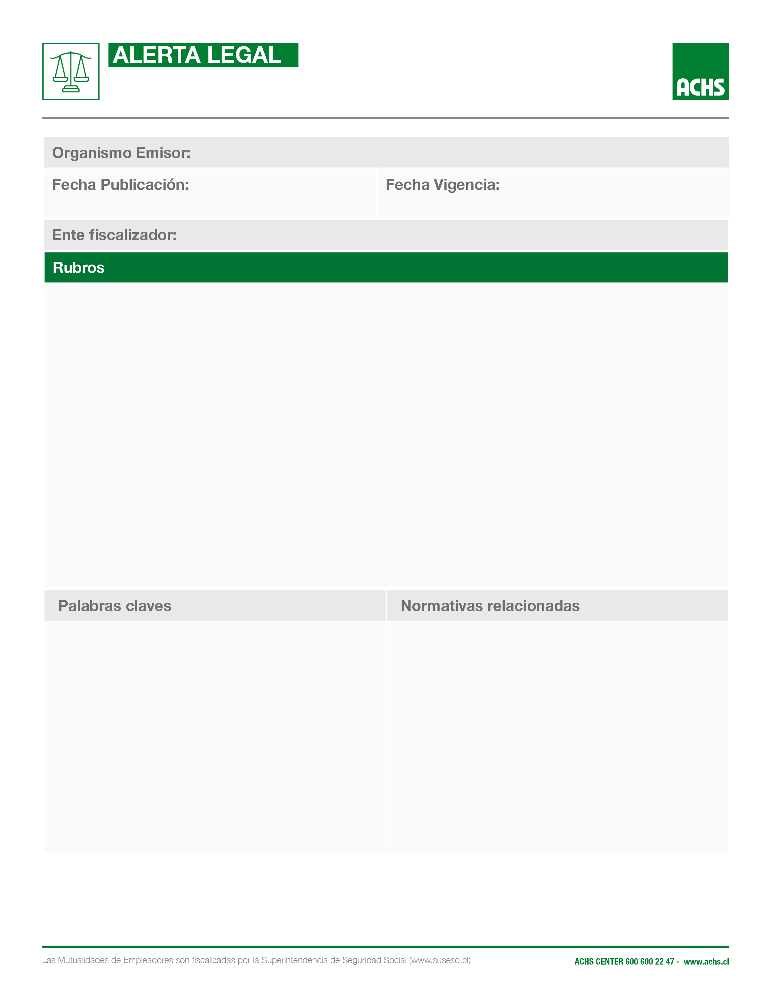 ALERTA LEGAL
ACHS
Organismo Emisor:
Fecha Publicación:
Fecha Vigencia:
Ente fiscalizador:
Rubros
Palabras claves
Normativas relacionadas
Las Mutualidades de Empleadores son fiscalizadas por la Superintendencia de Seguridad Social (www.suseso.cl)
ACHS CENTER 600 600 22 47 - www.achs.cl